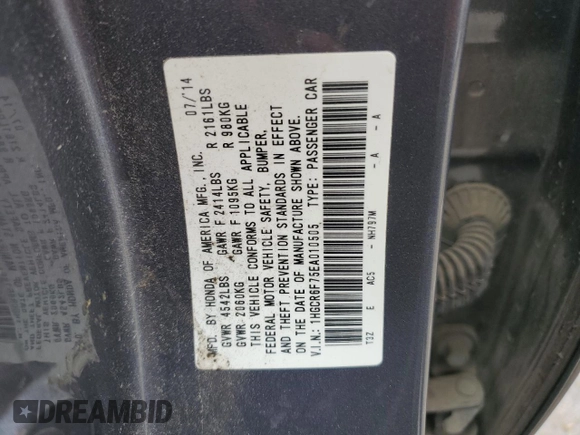 MFD. BY HONDA OF AMERICA MFG., INC. 07/'14
GVWR 4542LBS GAWR F 2414LBS R 2161LBS
GVWR 2060KG GAWR F 1095KG R 980KG
THIS VEHICLE CONFORMS TO ALL APPLICABLE
FEDERAL MOTOR VEHICLE SAFETY, BUMPER,
AND THEFT PREVENTION STANDARDS IN EFFECT
ON THE DATE OF MANUFACTURE SHOWN ABOVE.
V.I.N.: 1HGCR6F75EA010505 TYPE: PASSENGER CAR
T3Z E AC5 - NH797M - A - A
DREAMBID